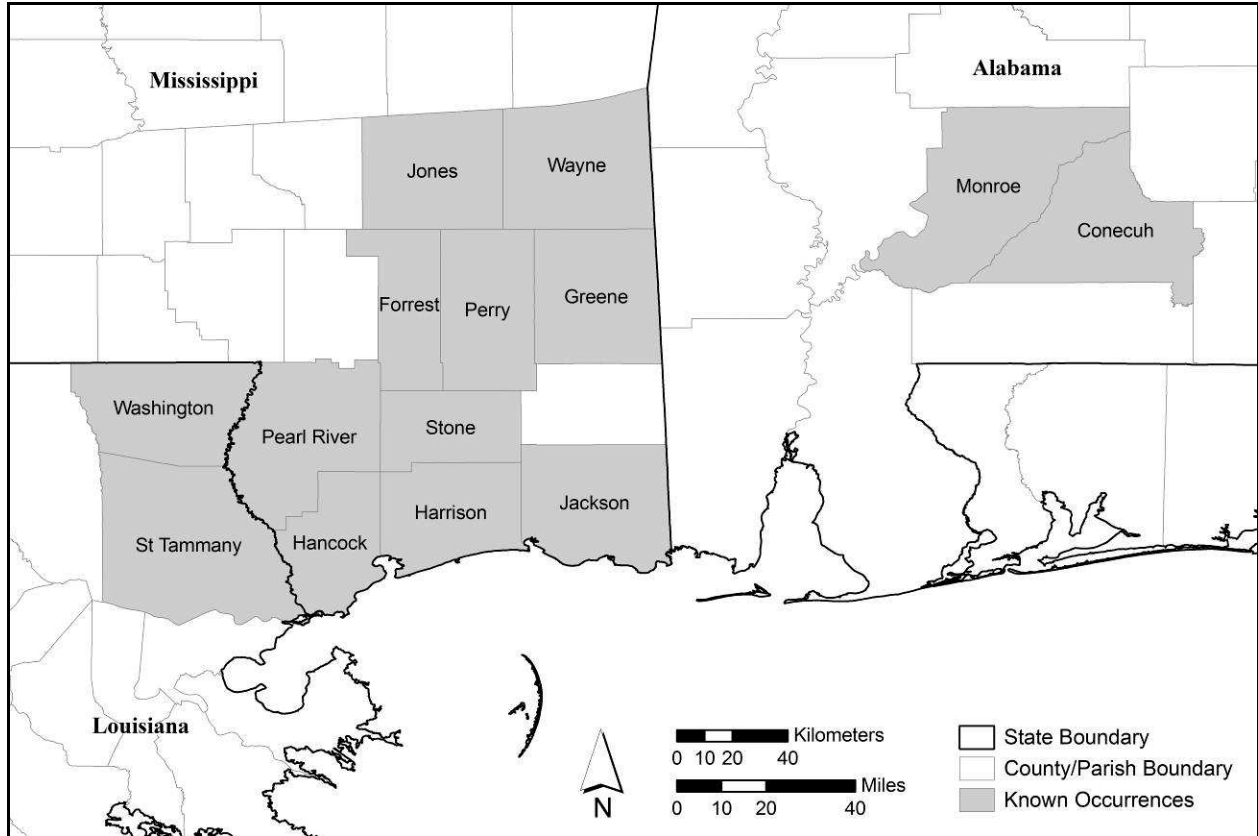 Mississippi
Alabama
Jones
Wayne
Monroe
Conecuh
Forrest
Perry
Greene
Washington
Pearl River
Stone
St Tammany
Hancock
Harrison
Jackson
Louisiana
N
Kilometers
0 10 20 40
Miles
0 10 20 40
State Boundary
County/Parish Boundary
Known Occurrences